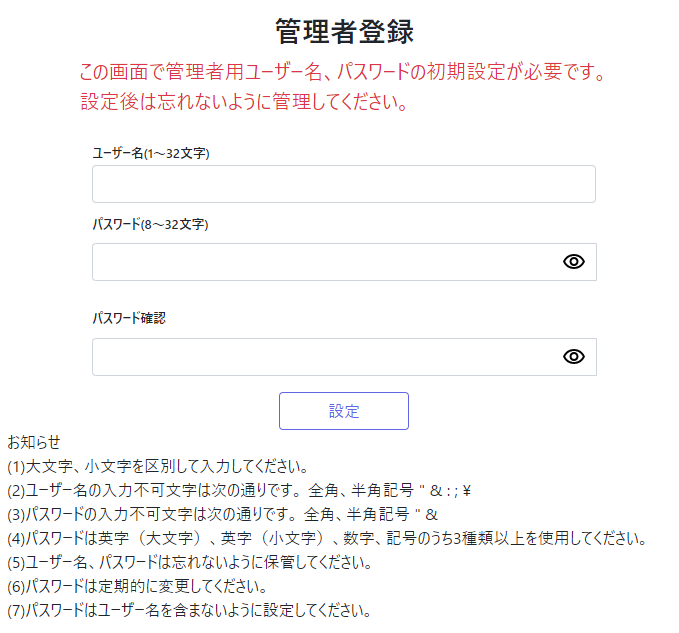 管理者登録
この画面で管理者用ユーザー名、パスワードの初期設定が必要です。
設定後は忘れないように管理してください。
ユーザー名(1～32文字)
パスワード(8～32文字)
パスワード確認
設定
お知らせ
(1)大文字、小文字を区別して入力してください。
(2)ユーザー名の入力不可文字は次の通りです。 全角、半角記号 " & : ; ¥
(3)パスワードの入力不可文字は次の通りです。 全角、半角記号 " &
(4)パスワードは英字（大文字）、英字（小文字）、数字、記号のうち3種類以上を使用してください。
(5)ユーザー名、パスワードは忘れないように保管してください。
(6)パスワードは定期的に変更してください。
(7)パスワードはユーザー名を含まないように設定してください。